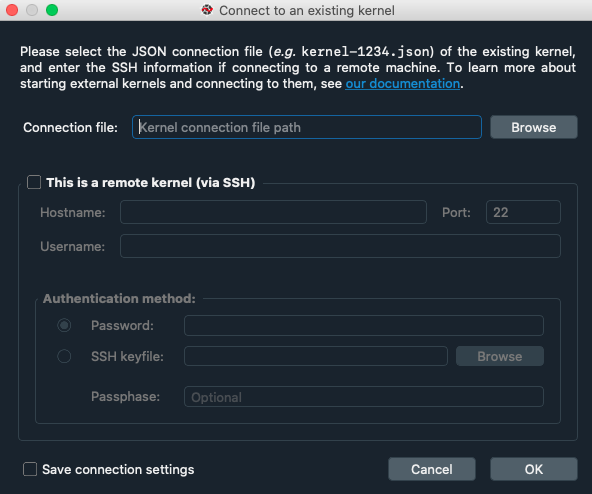 Connect to an existing kernel
Please select the JSON connection file (e.g. kernel-1234.json) of the existing kernel,
and enter the SSH information if connecting to a remote machine. To learn more about
starting external kernels and connecting to them, see our documentation.
Connection file: Kernel connection file path Browse
This is a remote kernel (via SSH)
Hostname: Port: 22
Username:
Authentication method:
Password:
SSH keyfile: Browse
Passphase: Optional
Save connection settings Cancel OK